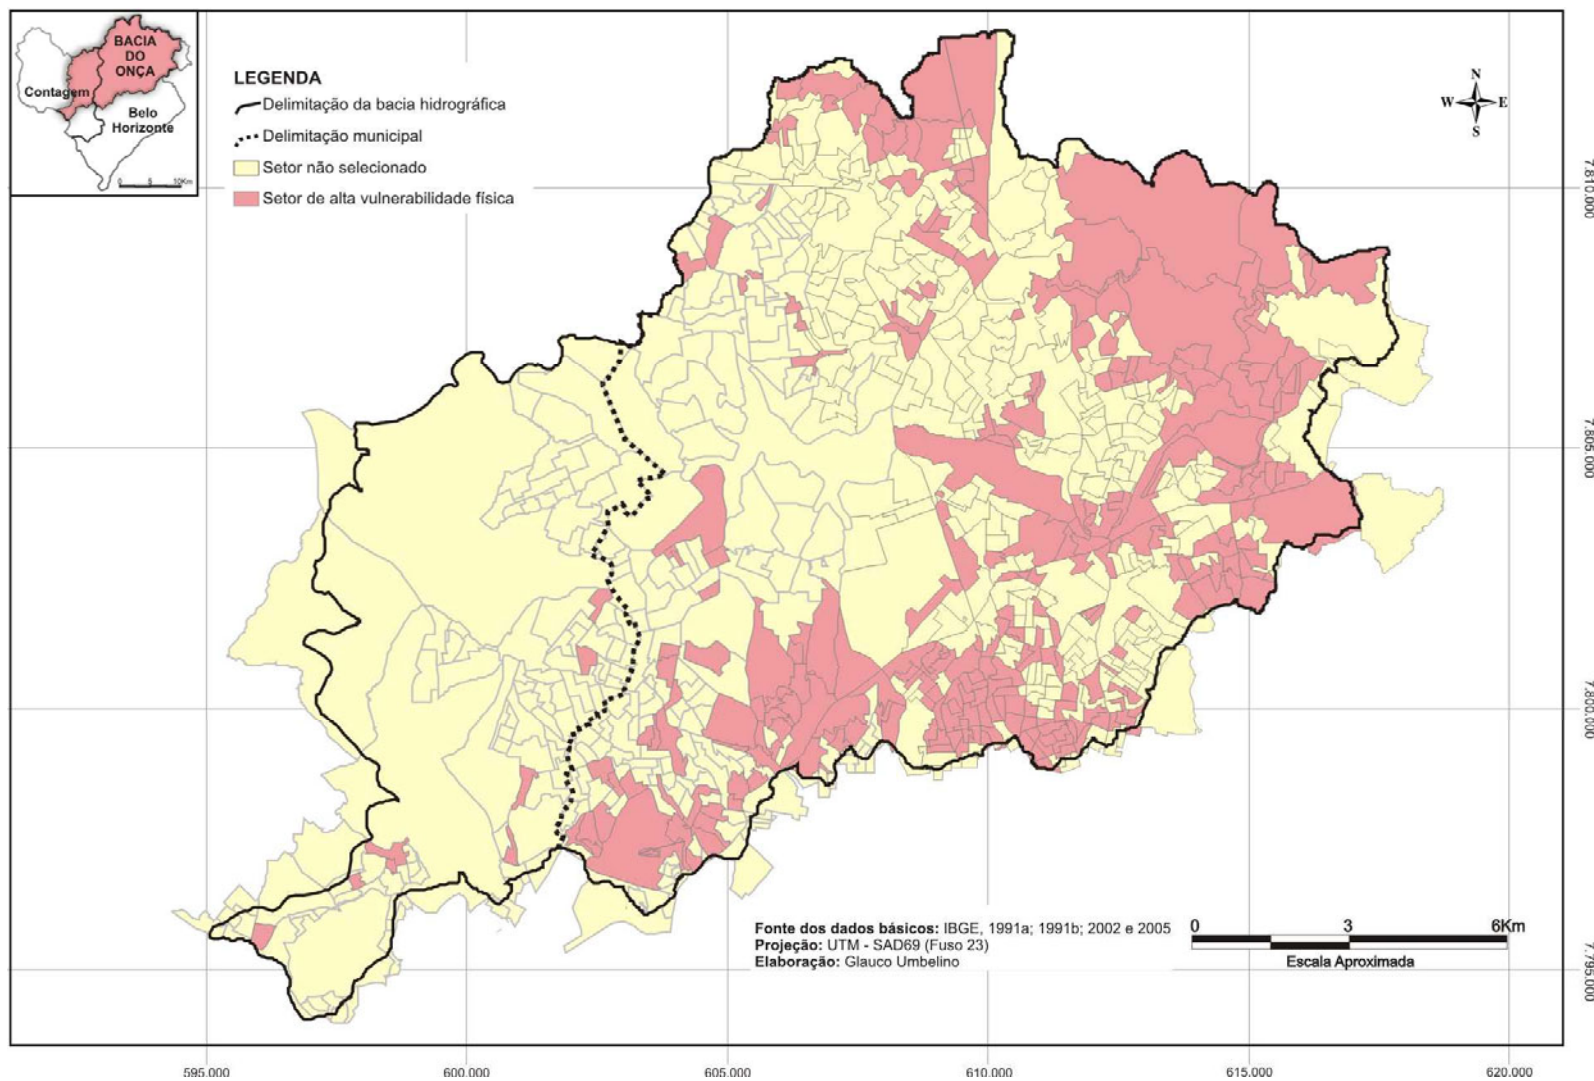 BACIA
DO
ONÇA
Contagem
Belo
Horizonte
0 5 10Km
LEGENDA
Delimitação da bacia hidrográfica
Delimitação municipal
Setor não selecionado
Setor de alta vulnerabilidade física
N
W E
S
7.810.000
7.805.000
7.800.000
7.795.000
Fonte dos dados básicos: IBGE, 1991a; 1991b; 2002 e 2005
Projeção: UTM - SAD69 (Fuso 23)
Elaboração: Glauco Umbelino
0 3 6Km
Escala Aproximada
595.000 600.000 605.000 610.000 615.000 620.000